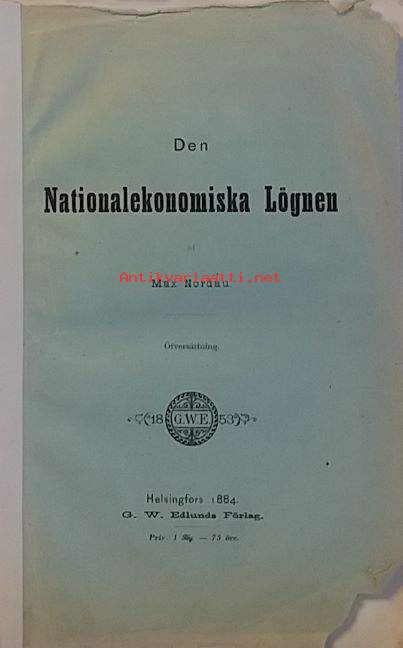 Den
Nationalekonomiska Lögnen
af
Antikvariaatti.net
Max Nordau.
Öfversättning.
18 G.W.E. 53
Helsingfors 1884.
G. W. Edlunds Förlag.
Pris: 1 — 75 öre.